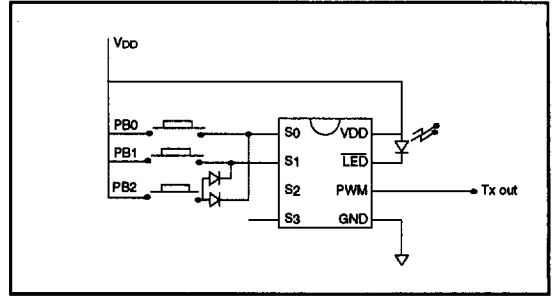 VDD
PB0
PB1
PB2
S0 VDD
S1 LED
S2 PWM
S3 GND
Tx out